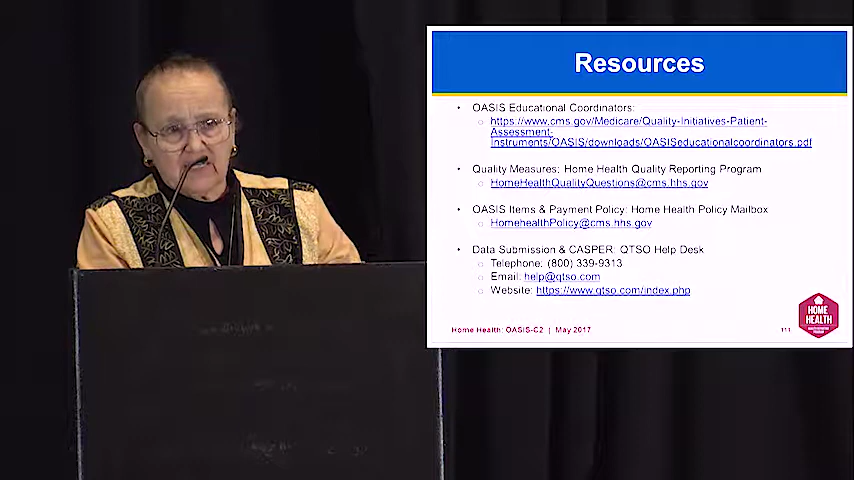 Resources
• OASIS Educational Coordinators:
○ https://www.cms.gov/Medicare/Quality-Initiatives-Patient-
Assessment-
Instruments/OASIS/downloads/OASISeducationalcoordinators.pdf
• Quality Measures: Home Health Quality Reporting Program
○ HomeHealthQualityQuestions@cms.hhs.gov
• OASIS Items & Payment Policy: Home Health Policy Mailbox
○ HomehealthPolicy@cms.hhs.gov
• Data Submission & CASPER: QTSO Help Desk
○ Telephone: (800) 339-9313
○ Email: help@qtso.com
○ Website: https://www.qtso.com/index.php
HOME
HEALTH
Home Health: OASIS-C2 | May 2017
111